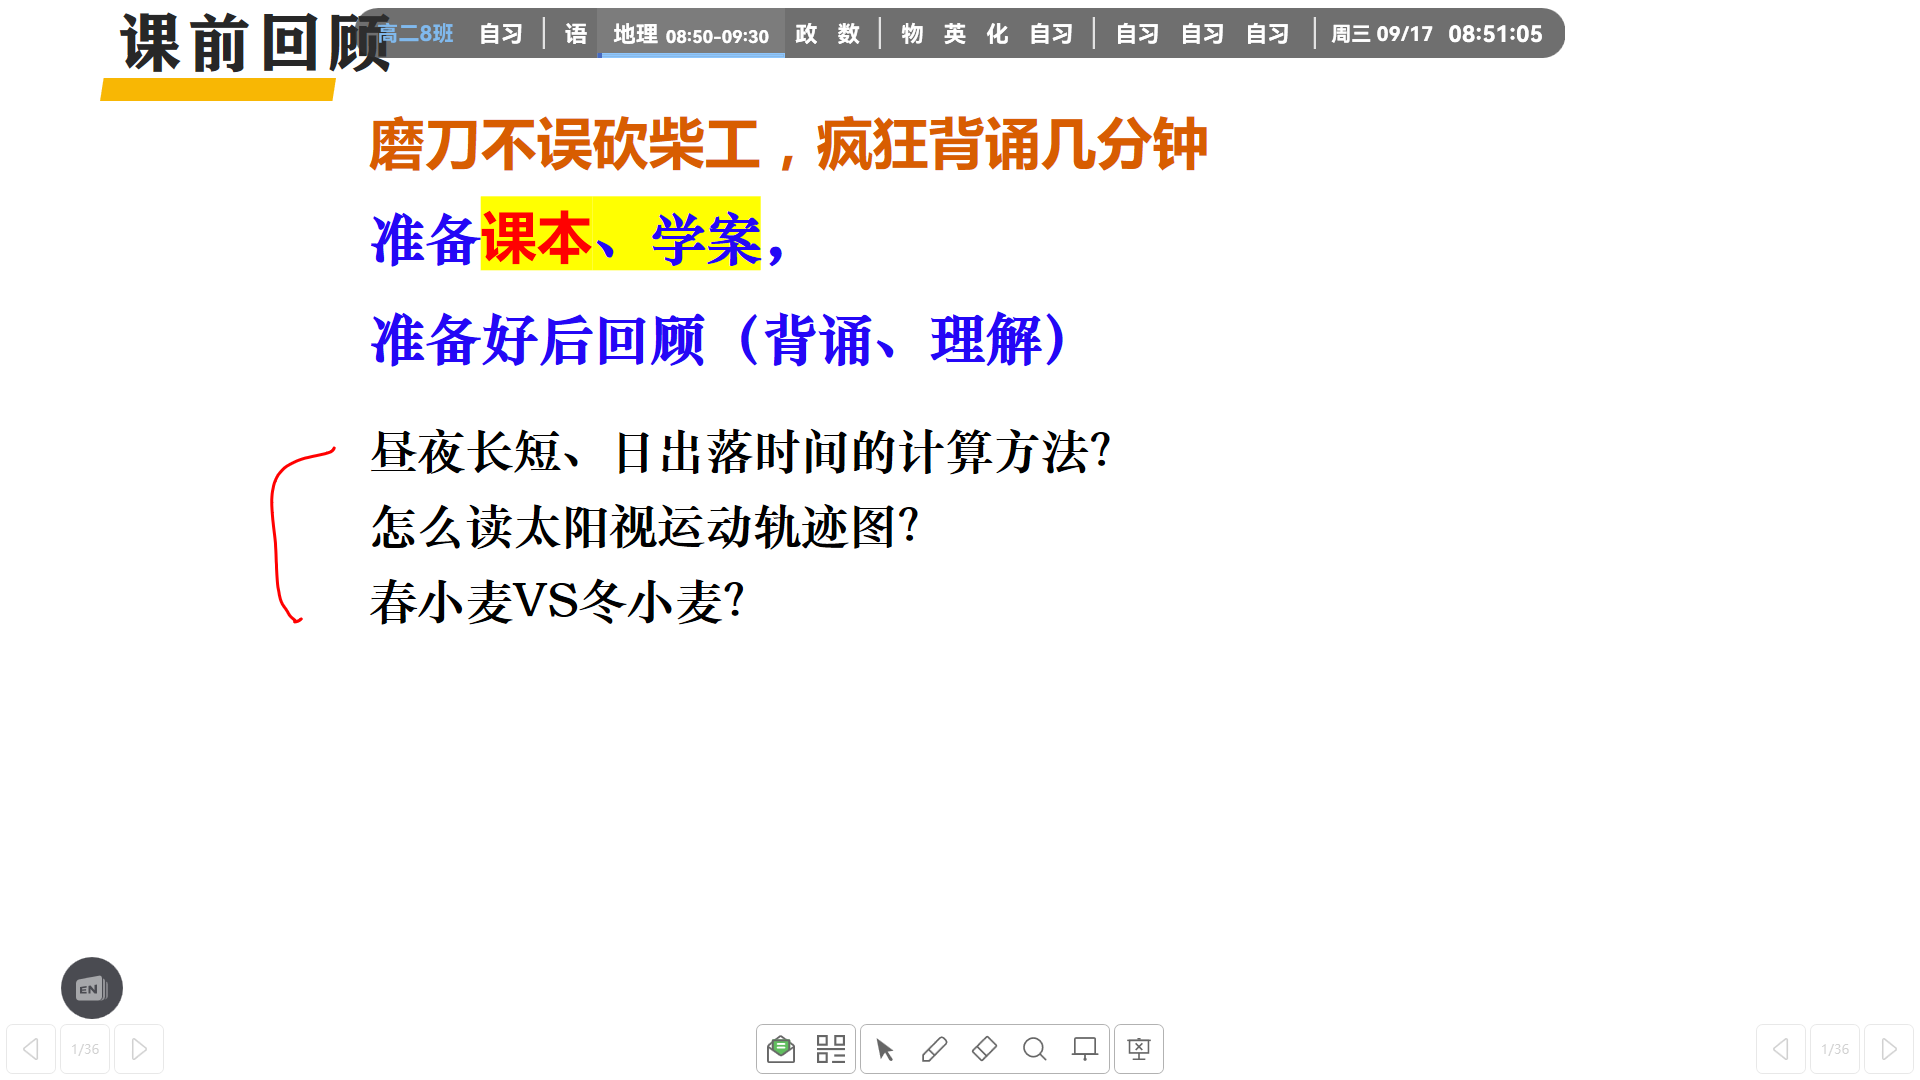 课前回顾
高二8班 自习 语 地理 08:50-09:30 政 数 物 英 化 自习 自习 自习 自习 周三 09/17 08:51:05
磨刀不误砍柴工，疯狂背诵几分钟
准备课本、学案，
准备好后回顾（背诵、理解）
昼夜长短、日出落时间的计算方法?
怎么读太阳视运动轨迹图?
春小麦VS冬小麦?
EN
1/36
1/36